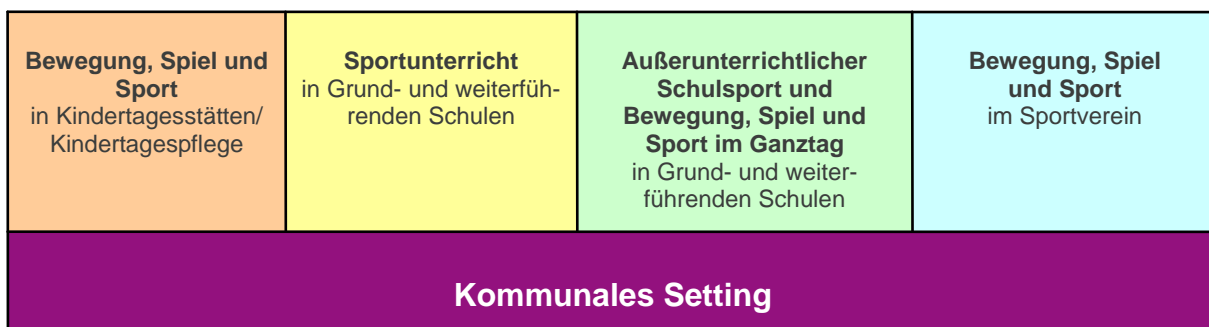 Bewegung, Spiel und
Sport
in Kindertagesstätten/
Kindertagespflege
Sportunterricht
in Grund- und weiterfüh-
renden Schulen
Außerunterrichtlicher
Schulsport und
Bewegung, Spiel und
Sport im Ganztag
in Grund- und weiter-
führenden Schulen
Bewegung, Spiel
und Sport
im Sportverein
Kommunales Setting